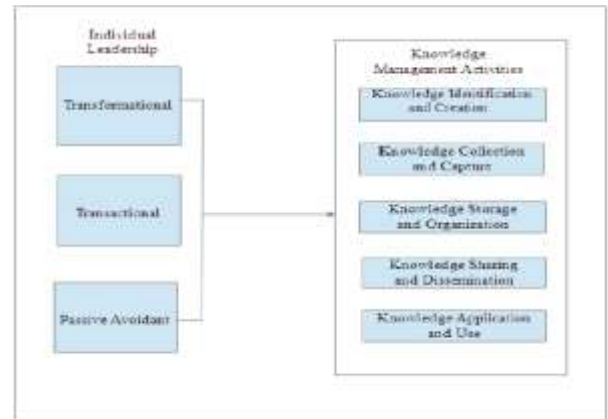 Individual
Leadership
Transformational
Transactional
Passive Avoidant
Knowledge
Management Activities
Knowledge Identification
and Creation
Knowledge Collection
and Capture
Knowledge Storage
and Organization
Knowledge Sharing
and Dissemination
Knowledge Application
and Use